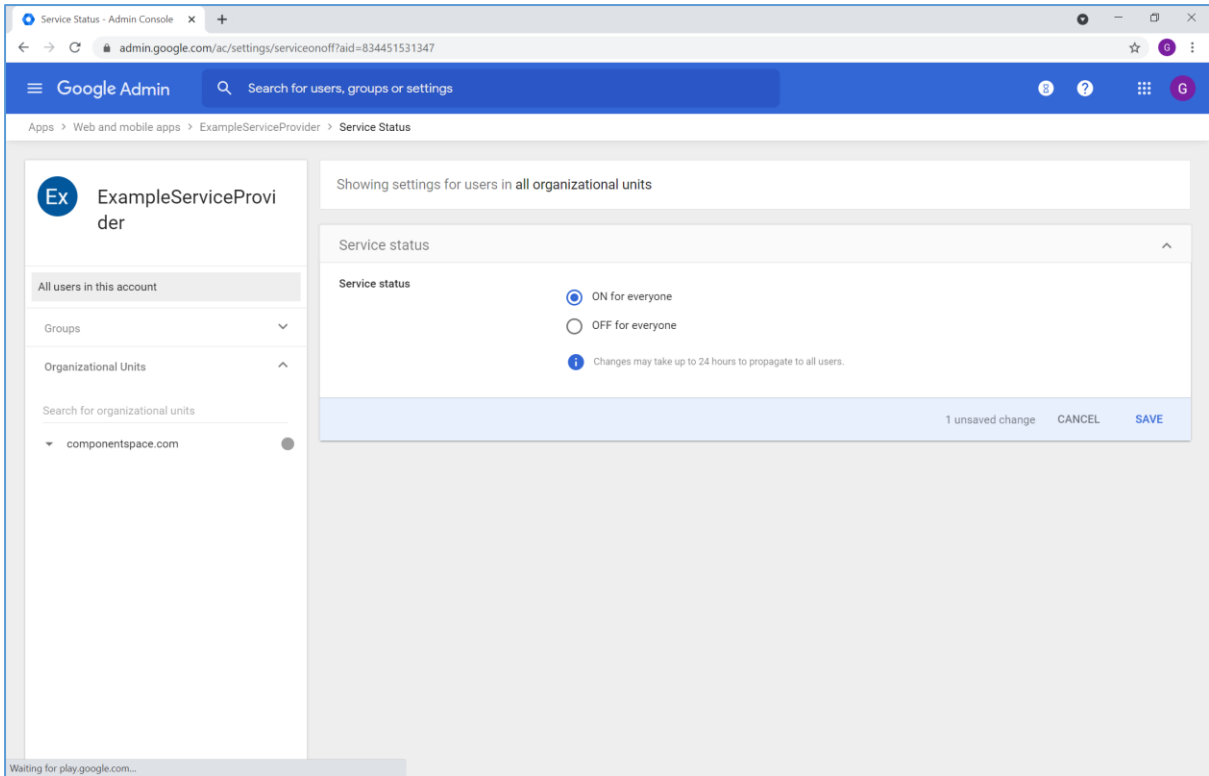 Service Status - Admin Console
admin.google.com/ac/settings/serviceonoff?aid=834451531347
G
Google Admin
Search for users, groups or settings
8
?
G
Apps > Web and mobile apps > ExampleServiceProvider > Service Status
Ex
ExampleServiceProvi
der
All users in this account
Groups
Organizational Units
Search for organizational units
componentspace.com
Showing settings for users in all organizational units
Service status
Service status
ON for everyone
OFF for everyone
i Changes may take up to 24 hours to propagate to all users.
1 unsaved change CANCEL SAVE
Waiting for play.google.com...